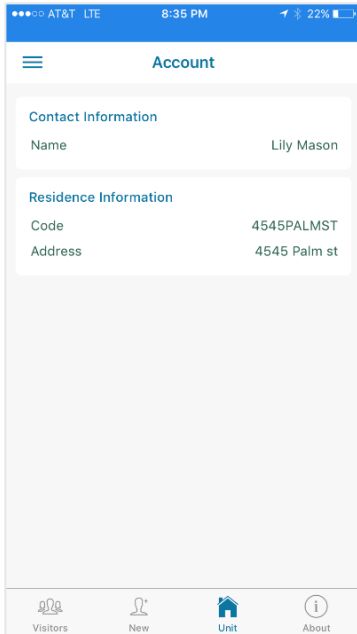 AT&T LTE 8:35 PM 22%
Account
Contact Information
Name Lily Mason
Residence Information
Code 4545PALMST
Address 4545 Palm st
Visitors New Unit About